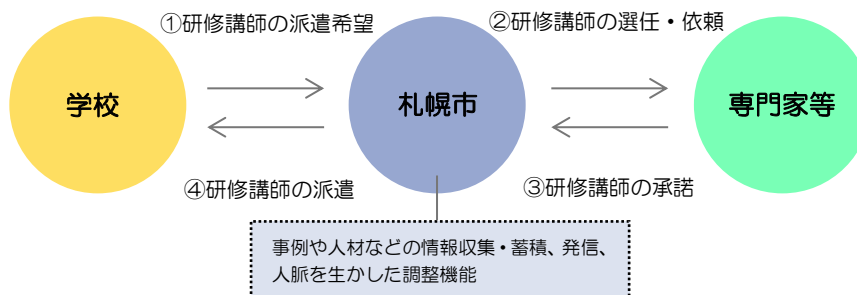 ①研修講師の派遣希望
②研修講師の選任・依頼
学校
札幌市
専門家等
④研修講師の派遣
③研修講師の承諾
事例や人材などの情報収集・蓄積、発信、
人脈を生かした調整機能